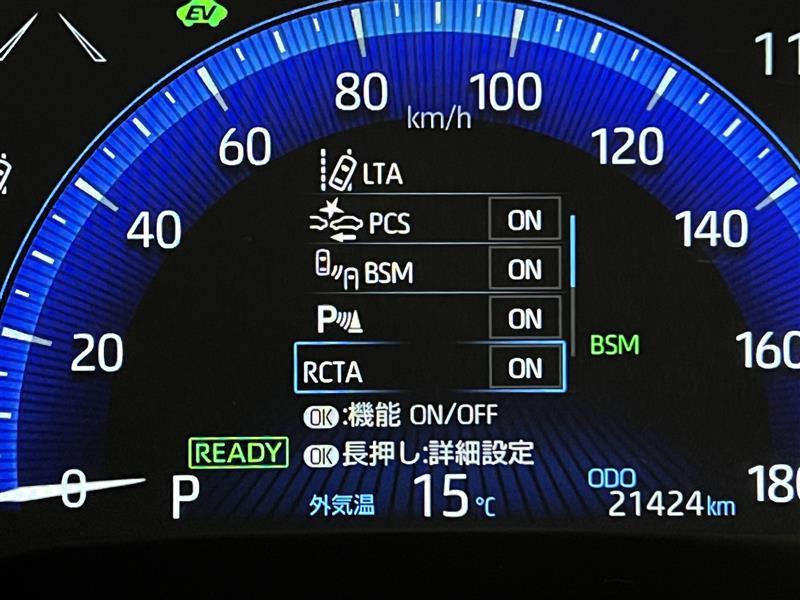 EV
80
100
11
km/h
60
120
LTA
PCS ON
40
140
BSM ON
P ON
20
BSM
160
RCTA ON
OK:機能 ON/OFF
READY
OK長押し:詳細設定
0
P
外気温 15℃
ODO
21424km
180